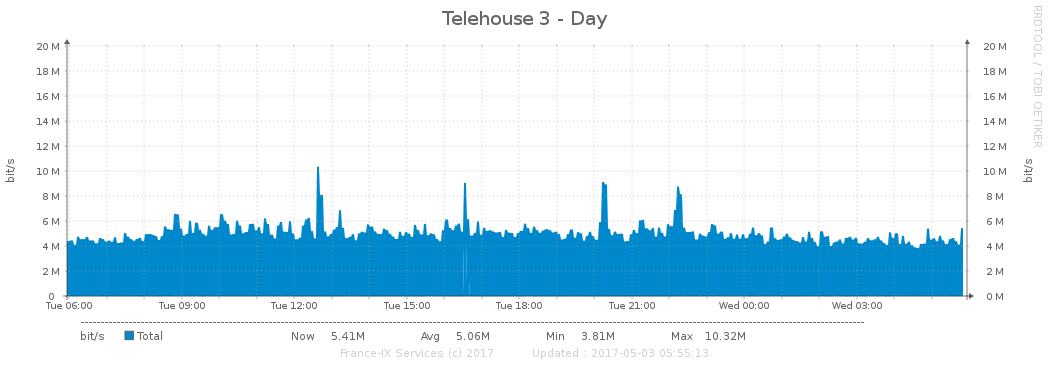 Telehouse 3 - Day
RRDTOOL / TOBI OETIKER
20 M 20 M
18 M 18 M
16 M 16 M
14 M 14 M
12 M 12 M
bit/s 10 M 10 M bit/s
8 M 8 M
6 M 6 M
4 M 4 M
2 M 2 M
0 0 M
Tue 06:00 Tue 09:00 Tue 12:00 Tue 15:00 Tue 18:00 Tue 21:00 Wed 00:00 Wed 03:00
bit/s Total Now 5.41M Avg 5.06M Min 3.81M Max 10.32M
France-IX Services (c) 2017 Updated : 2017-05-03 05:55:13